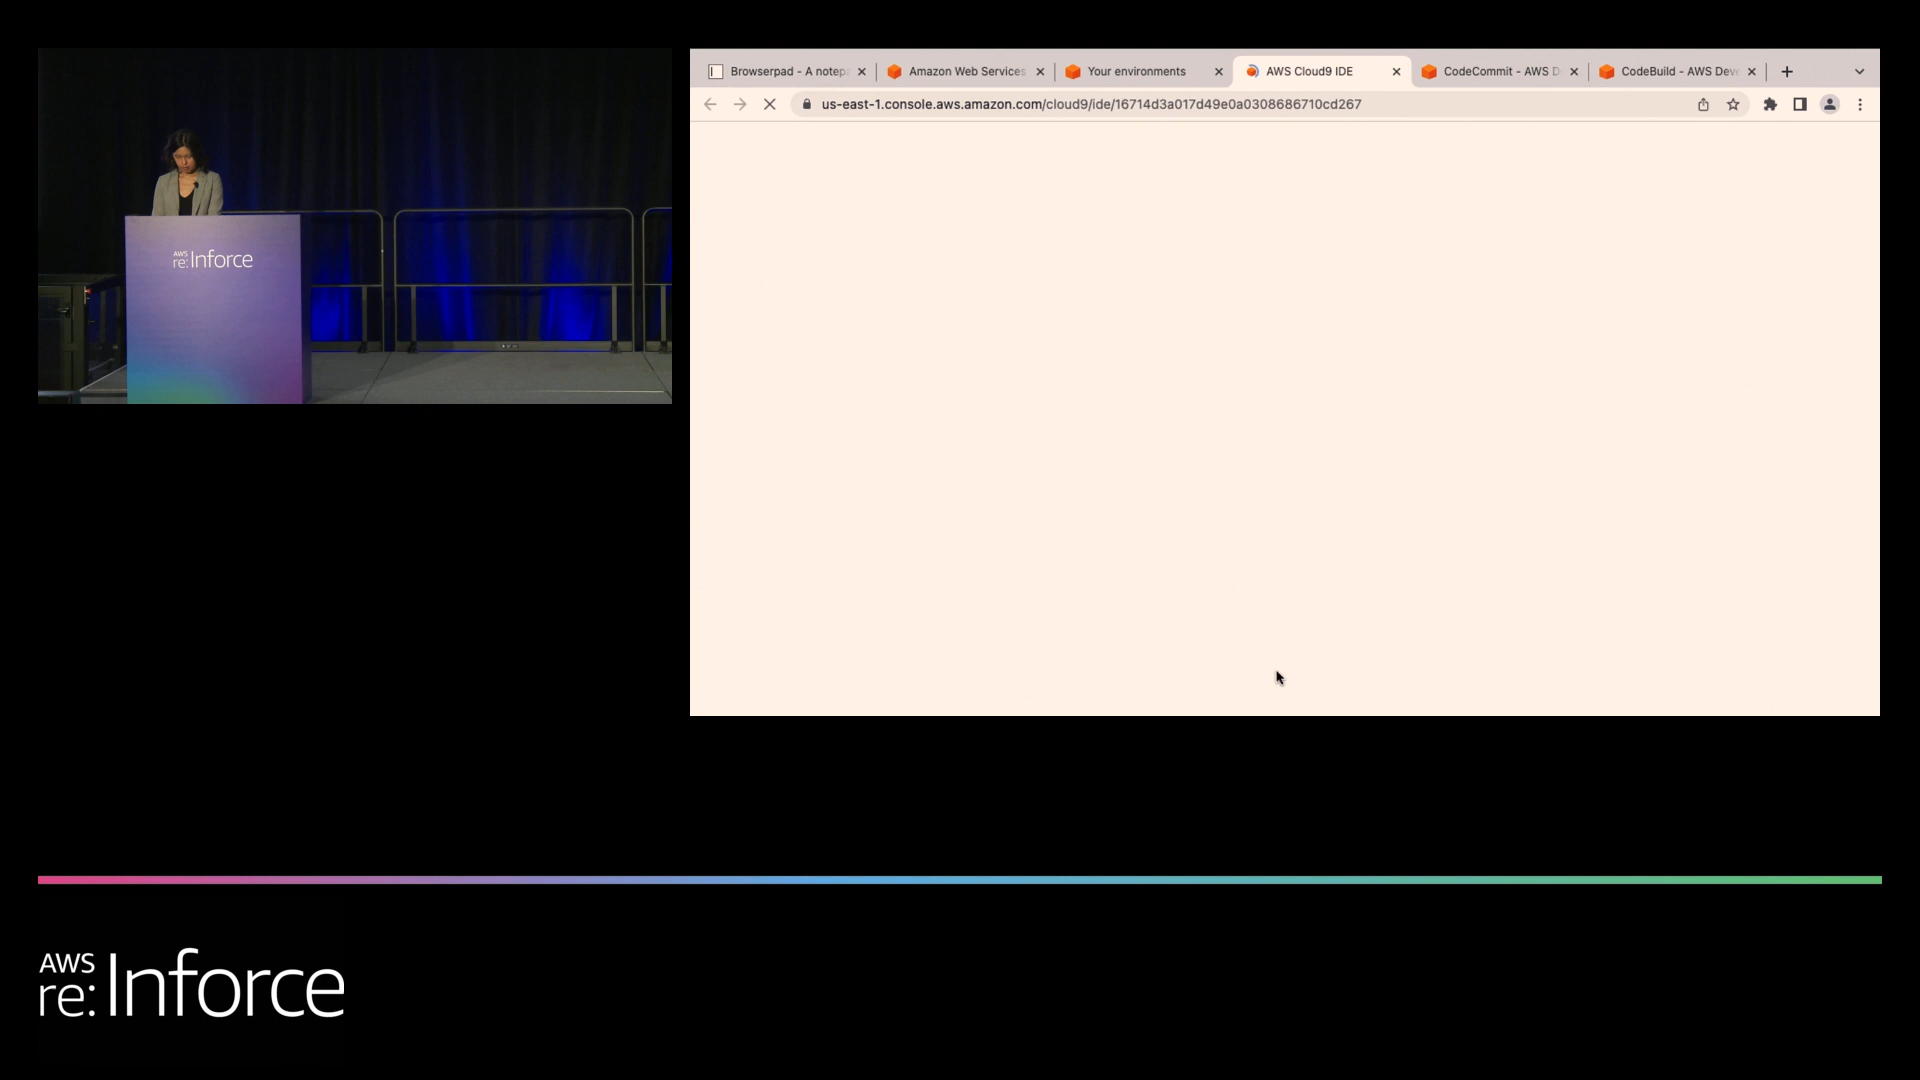 AWS
re:Inforce
Browserpad - A notep
Amazon Web Services
Your environments
AWS Cloud9 IDE
CodeCommit - AWS D
CodeBuild - AWS Dev
us-east-1.console.aws.amazon.com/cloud9/ide/16714d3a017d49e0a0308686710cd267
AWS
re:Inforce